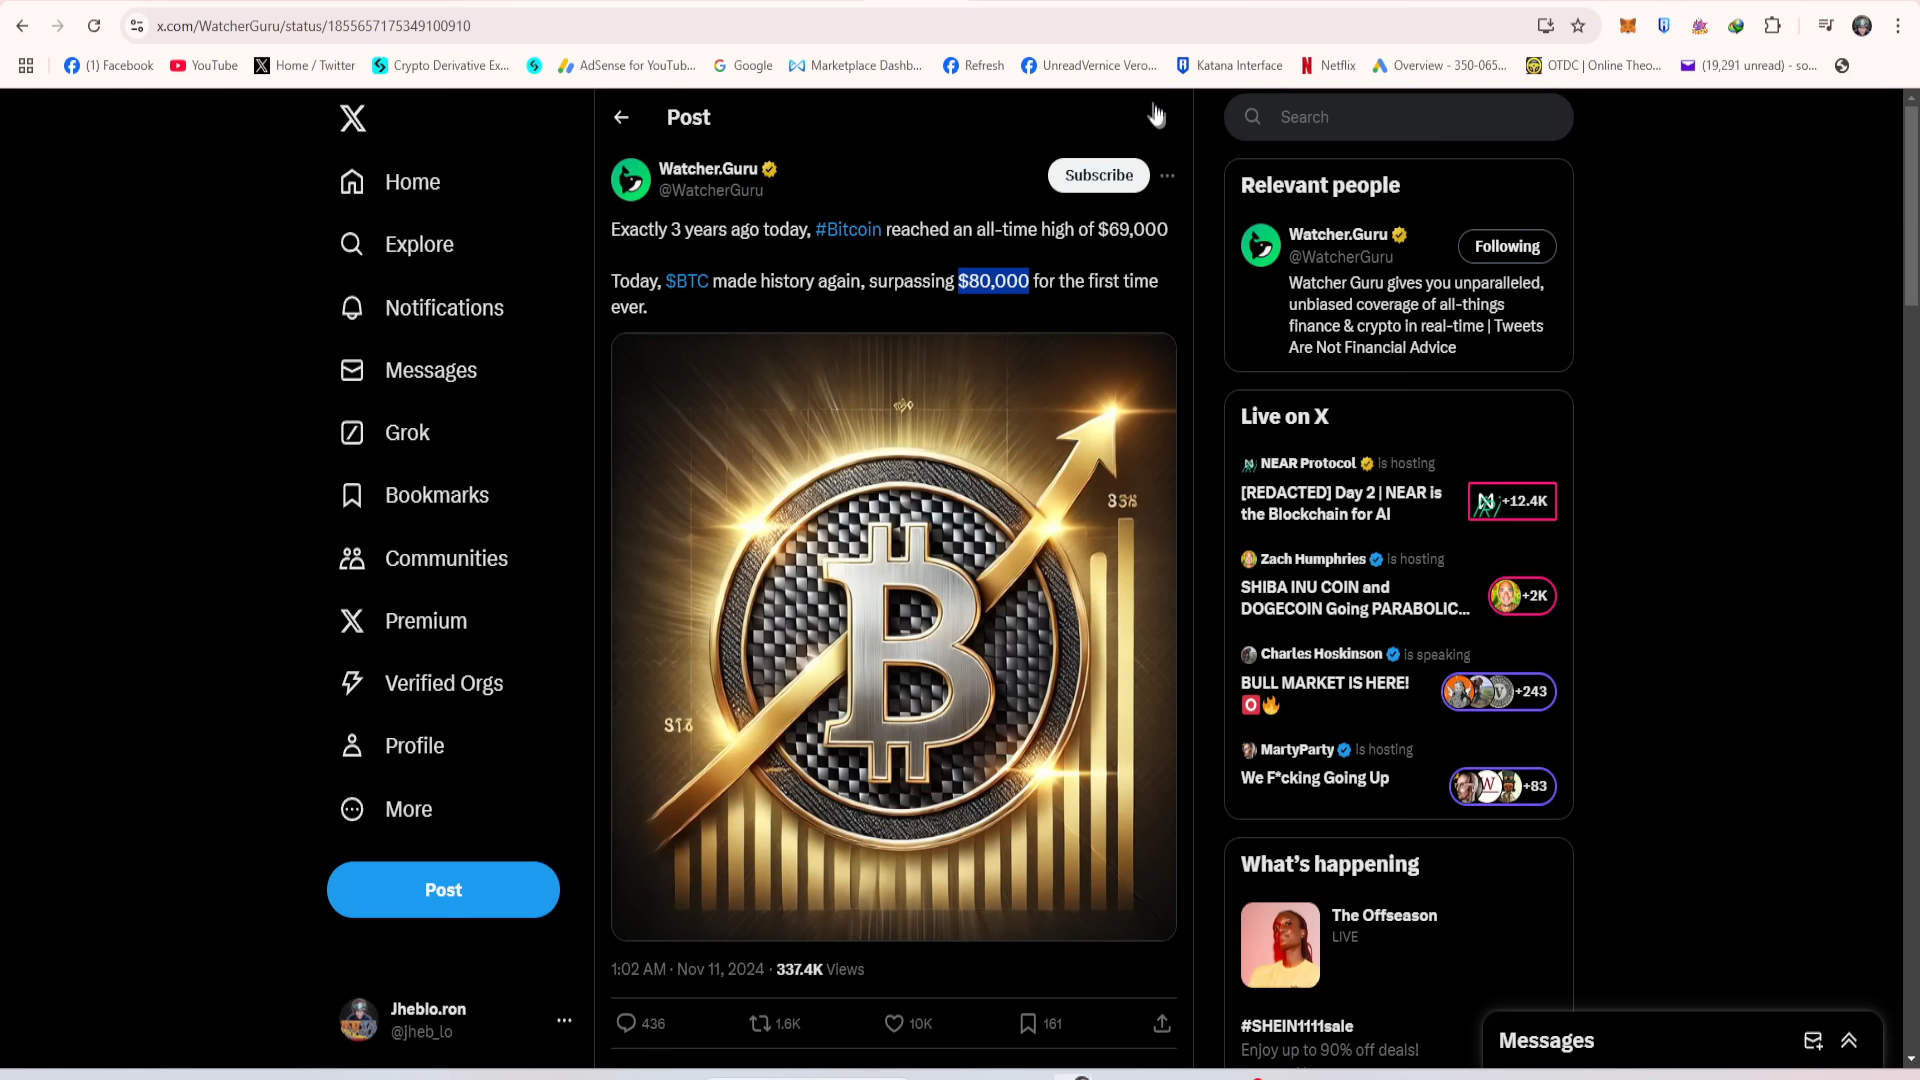 x.com/WatcherGuru/status/1855657175349100910
(1) Facebook
YouTube
Home / Twitter
Crypto Derivative Ex...
AdSense for YouTub...
Google
Marketplace Dashb...
Refresh
UnreadVernice Vero...
Katana Interface
Netflix
Overview - 350-065...
OTDC | Online Theo...
(19,291 unread) - so...
Home
Explore
Notifications
Messages
Grok
Bookmarks
Communities
Premium
Verified Orgs
Profile
More
Post
Jheblo.ron
@jheb_lo
Post
Watcher.Guru
@WatcherGuru
Subscribe
Exactly 3 years ago today, #Bitcoin reached an all-time high of $69,000
Today, $BTC made history again, surpassing $80,000 for the first time
ever.
1:02 AM · Nov 11, 2024 · 337.4K Views
436
1.6K
10K
161
Search
Relevant people
Watcher.Guru
@WatcherGuru
Following
Watcher Guru gives you unparalleled,
unbiased coverage of all-things
finance & crypto in real-time | Tweets
Are Not Financial Advice
Live on X
NEAR Protocol is hosting
[REDACTED] Day 2 | NEAR is
the Blockchain for AI
+12.4K
Zach Humphries is hosting
SHIBA INU COIN and
DOGECOIN Going PARABOLIC...
+2K
Charles Hoskinson is speaking
BULL MARKET IS HERE!
🅾️🔥
+243
MartyParty is hosting
We F*cking Going Up
+83
What's happening
The Offseason
LIVE
#SHEIN1111sale
Enjoy up to 90% off deals!
Messages